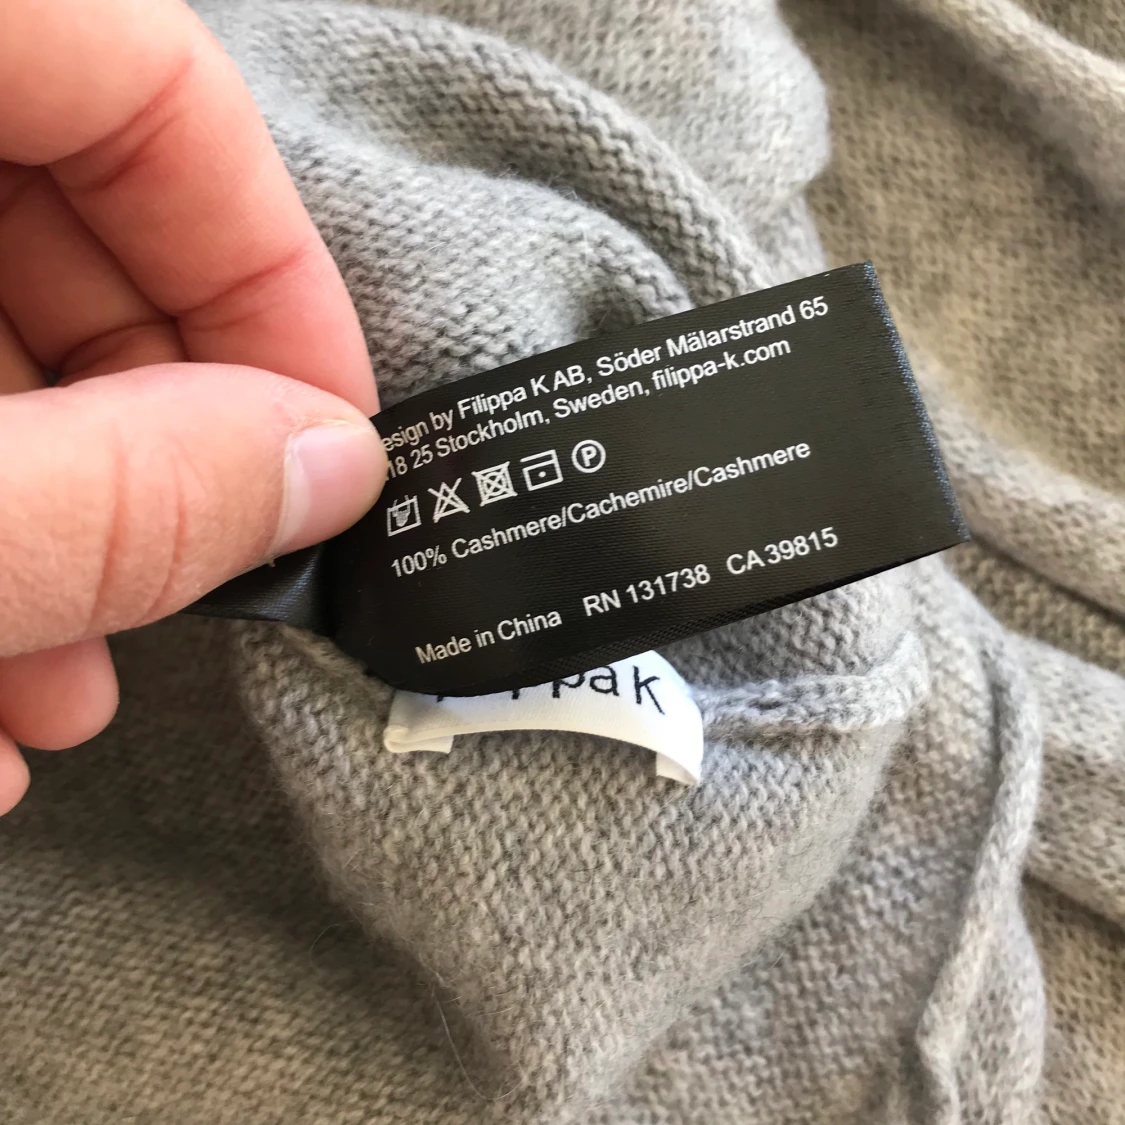 esign by Filippa K AB, Söder Mälarstrand 65
18 25 Stockholm, Sweden, filippa-k.com
P
100% Cashmere/Cachemire/Cashmere
Made in China RN 131738 CA 39815
ppa k